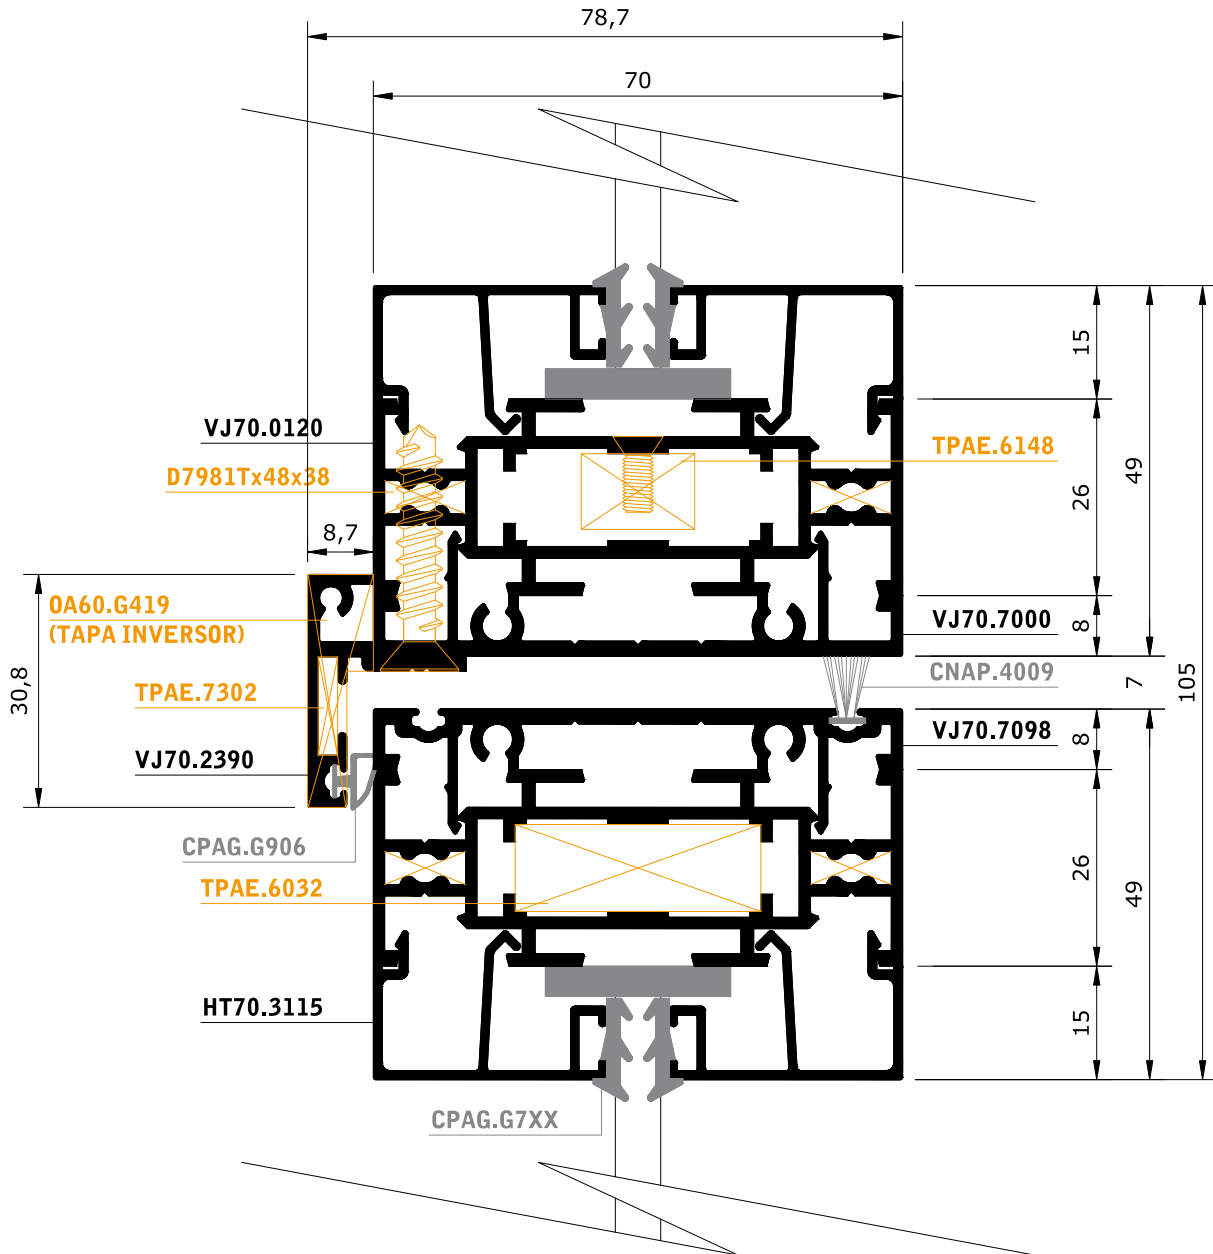 78,7
70
15
VJ70.0120
TPAE.6148
49
D7981Tx48x38
26
8,7
OA60.G419
(TAPA INVERSOR)
VJ70.7000
8
CNAP.4009
30,8
TPAE.7302
7
105
VJ70.7098
8
VJ70.2390
CPAG.G906
26
49
TPAE.6032
HT70.3115
15
CPAG.G7XX